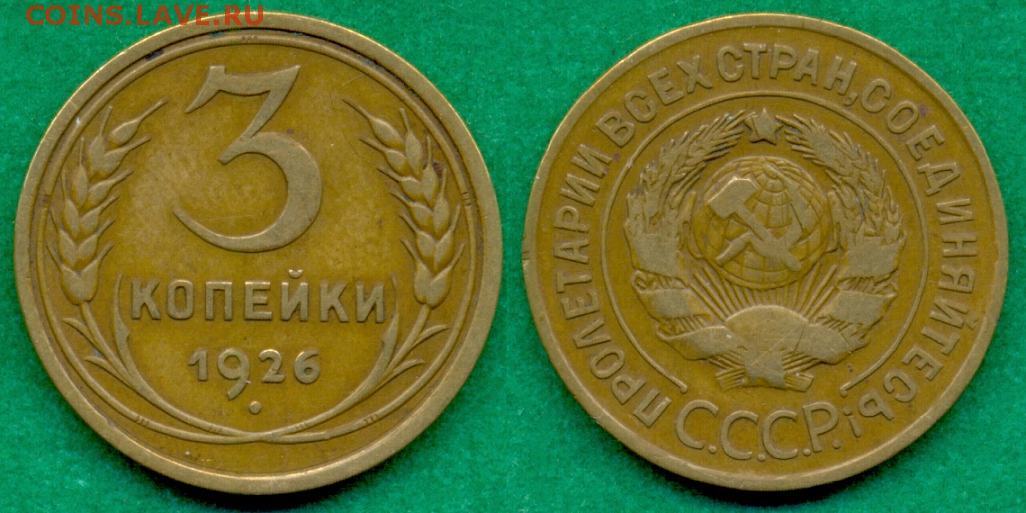 COINS.LAVE.RU
3
КОПЕЙКИ
1926
ПРОЛЕТАРИИ ВСЕХ СТРАН, СОЕДИНЯЙТЕСЬ!
С.С.С.Р.